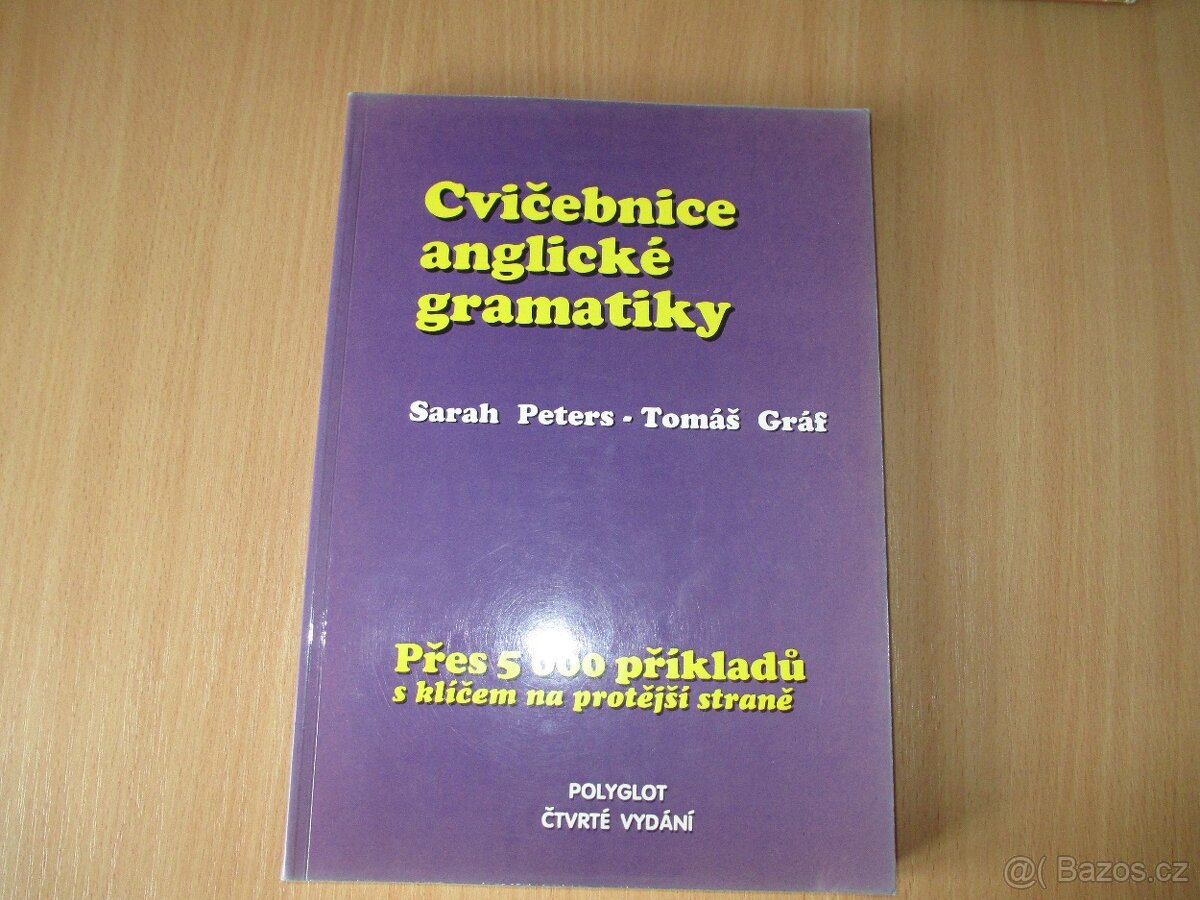 Cvičebnice
anglické
gramatiky
Sarah Peters - Tomáš Gráf
Přes 5 000 příkladů
s klíčem na protější straně
POLYGLOT
ČTVRTÉ VYDÁNÍ
@( Bazos.cz